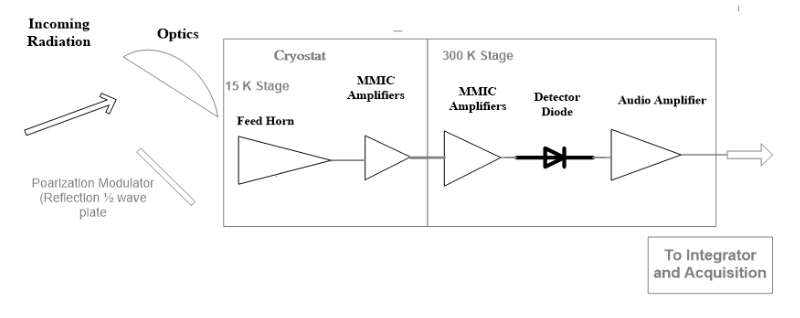 Incoming
Radiation
Optics
Cryostat
300 K Stage
15 K Stage
MMIC
Amplifiers
MMIC
Amplifiers
Detector
Diode
Audio Amplifier
Feed Horn
Poarization Modulator
(Reflection ½ wave
plate
To Integrator
and Acquisition